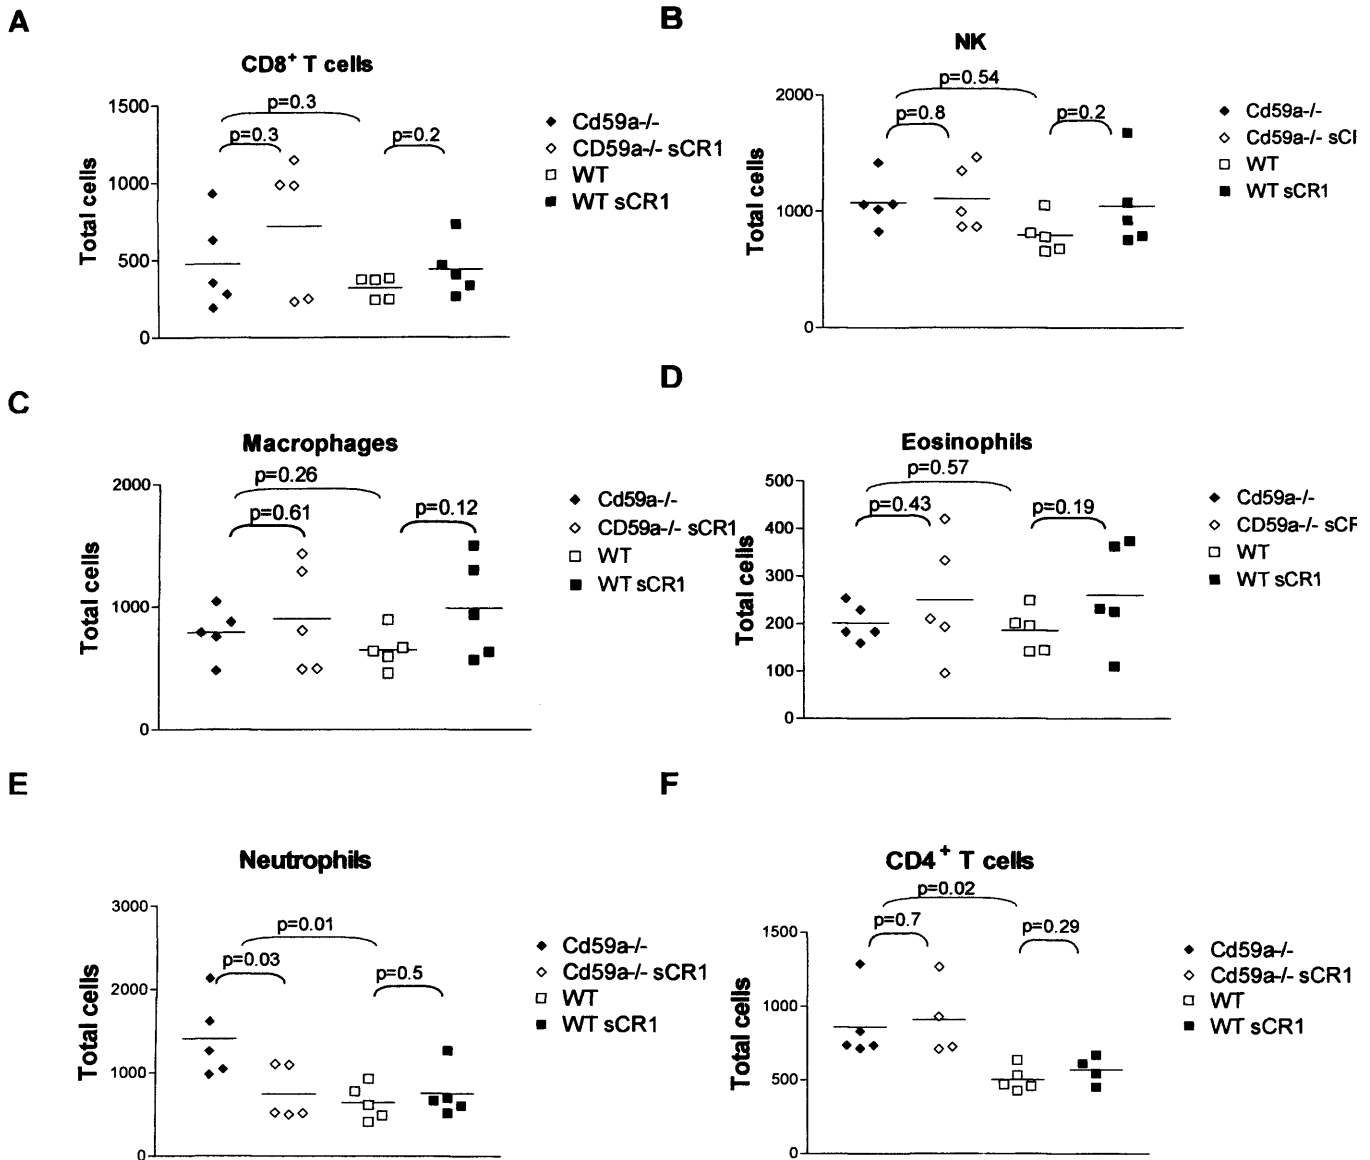 A
CD8+ T cells
p=0.3
p=0.3
p=0.2
1500
1000
500
0
Total cells
Cd59a-/-
CD59a-/- sCR1
WT
WT sCR1
B
NK
p=0.54
p=0.8
p=0.2
2000
1000
0
Total cells
Cd59a-/-
Cd59a-/- sCR
WT
WT sCR1
C
Macrophages
p=0.26
p=0.61
p=0.12
2000
1000
0
Total cells
Cd59a-/-
CD59a-/- sCR1
WT
WT sCR1
D
Eosinophils
p=0.57
p=0.43
p=0.19
500
400
300
200
100
0
Total cells
Cd59a-/-
CD59a-/- sCR
WT
WT sCR1
E
Neutrophils
p=0.01
p=0.03
p=0.5
3000
2000
1000
0
Total cells
Cd59a-/-
Cd59a-/- sCR1
WT
WT sCR1
F
CD4+ T cells
p=0.02
p=0.7
p=0.29
1500
1000
500
0
Total cells
Cd59a-/-
Cd59a-/- sCR1
WT
WT sCR1